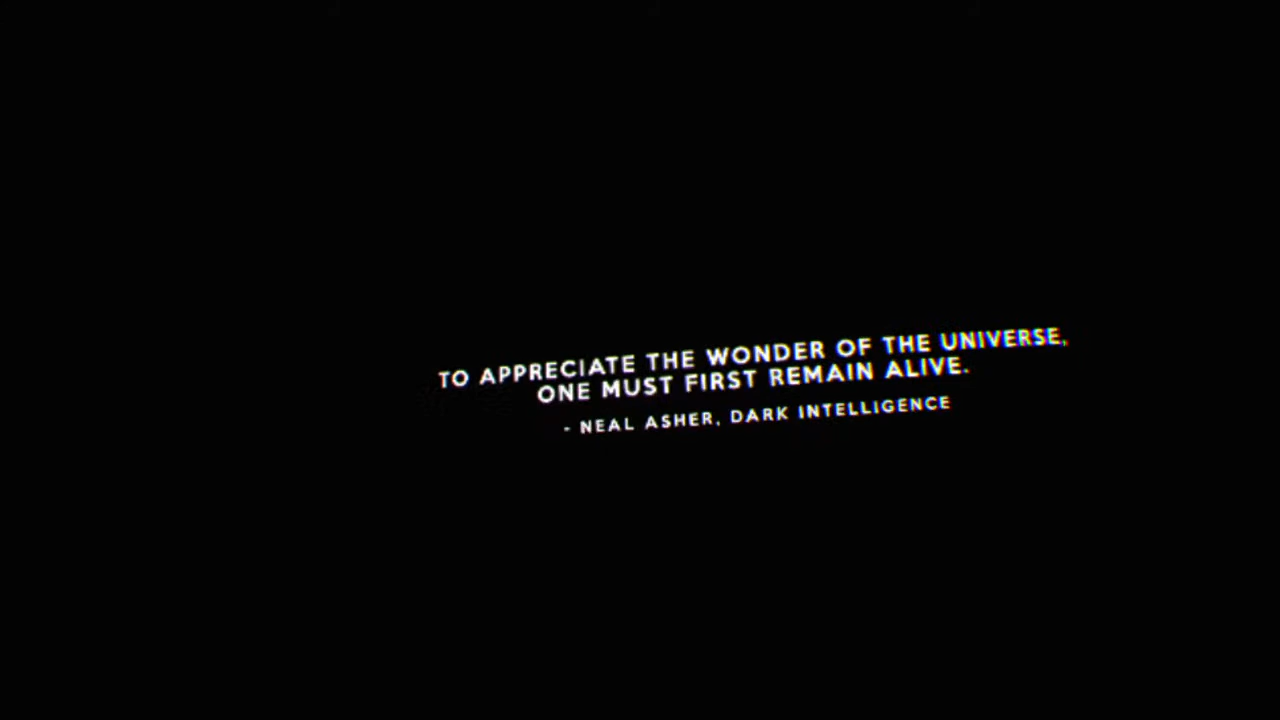 TO APPRECIATE THE WONDER OF THE UNIVERSE,
ONE MUST FIRST REMAIN ALIVE.
- NEAL ASHER, DARK INTELLIGENCE